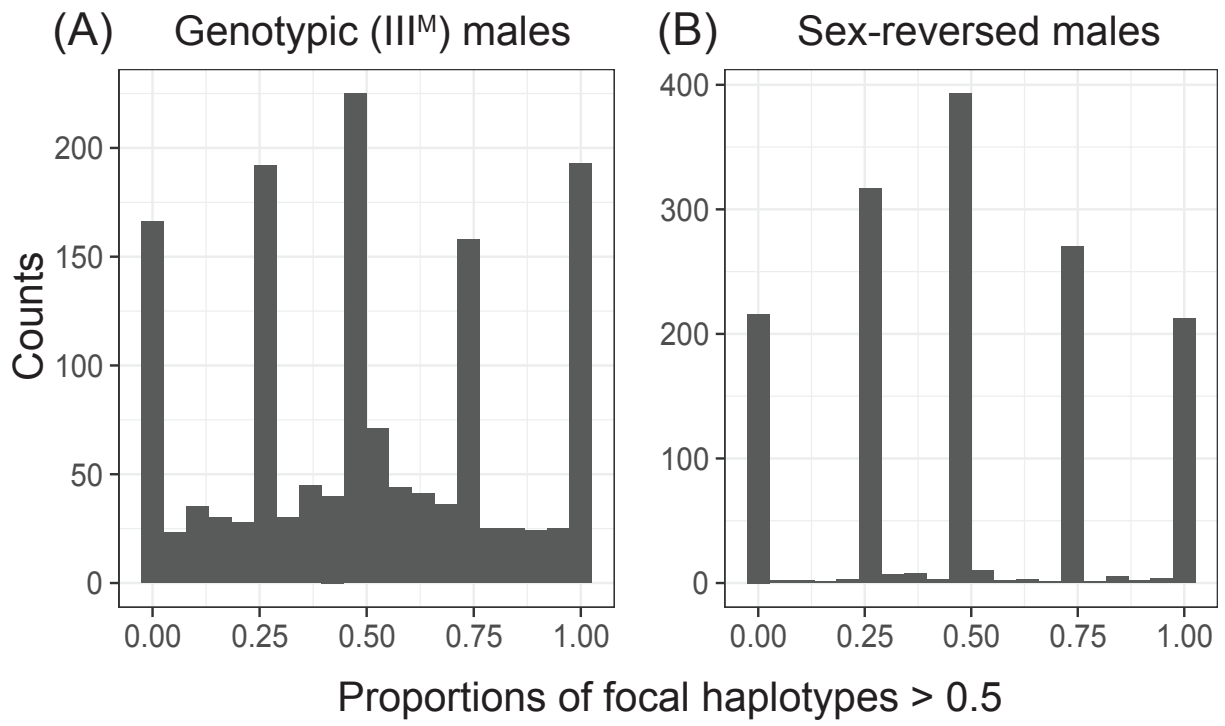 (A) Genotypic (IIIᴹ) males
(B) Sex-reversed males
Counts
200
150
100
50
0
0.00 0.25 0.50 0.75 1.00
400
300
200
100
0
0.00 0.25 0.50 0.75 1.00
Proportions of focal haplotypes > 0.5